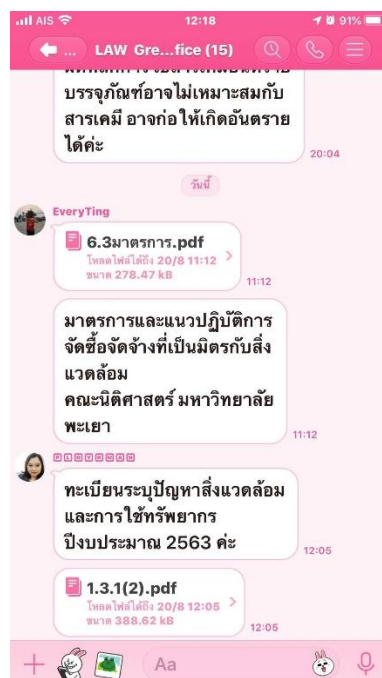 AIS
12:18
91%
... LAW Gre...fice (15)
บรรจุภัณฑ์อาจไม่เหมาะสมกับ
สารเคมี อาจก่อให้เกิดอันตราย
ได้ค่ะ
20:04
วันนี้
EveryTing
6.3มาตรการ.pdf
โหลดไฟล์ได้ถึง 20/8 11:12
ขนาด 278.47 kB
11:12
มาตรการและแนวปฏิบัติการ
จัดซื้อจัดจ้างที่เป็นมิตรกับสิ่ง
แวดล้อม
คณะนิติศาสตร์ มหาวิทยาลัย
พะเยา
11:12
ทะเบียนระบุปัญหาสิ่งแวดล้อม
และการใช้ทรัพยากร
ปีงบประมาณ 2563 ค่ะ
12:05
1.3.1(2).pdf
โหลดไฟล์ได้ถึง 20/8 12:05
ขนาด 388.62 kB
12:05
Aa